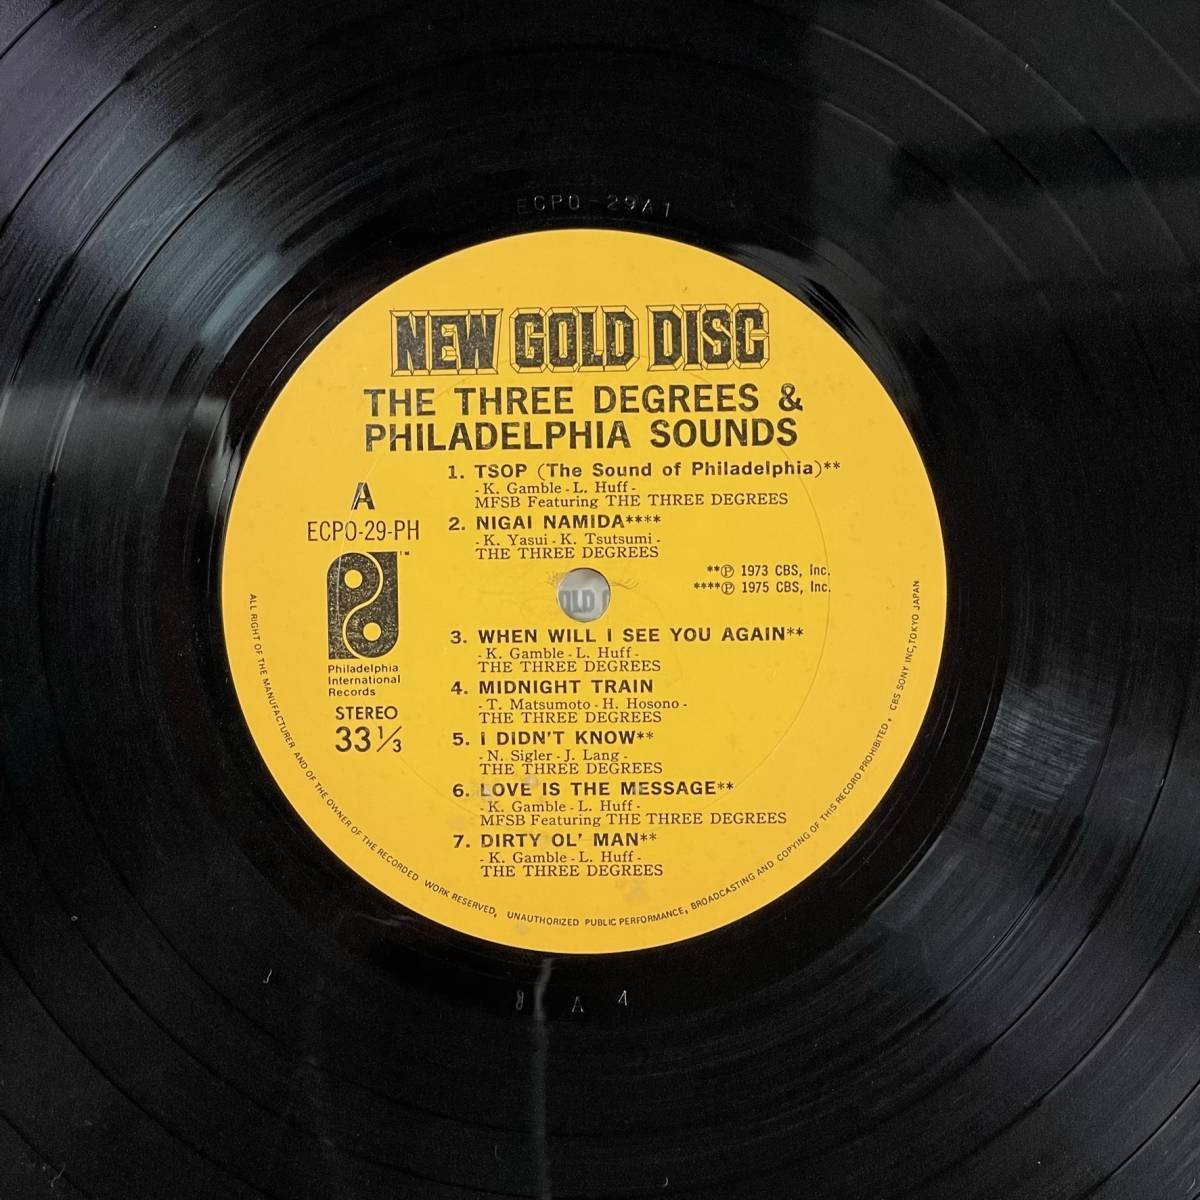 ECPO-29A1
NEW GOLD DISC
THE THREE DEGREES &
PHILADELPHIA SOUNDS
A
ECPO-29-PH
TM
Philadelphia
International
Records
STEREO
33 1/3
1. TSOP (The Sound of Philadelphia)**
- K. Gamble - L. Huff -
MFSB Featuring THE THREE DEGREES
2. NIGAI NAMIDA****
- K. Yasui - K. Tsutsumi -
THE THREE DEGREES
**Ⓟ 1973 CBS, Inc.
****Ⓟ 1975 CBS, Inc.
3. WHEN WILL I SEE YOU AGAIN**
- K. Gamble - L. Huff -
THE THREE DEGREES
4. MIDNIGHT TRAIN
- T. Matsumoto - H. Hosono -
THE THREE DEGREES
5. I DIDN'T KNOW**
- N. Sigler - J. Lang -
THE THREE DEGREES
6. LOVE IS THE MESSAGE**
- K. Gamble - L. Huff -
MFSB Featuring THE THREE DEGREES
7. DIRTY OL' MAN**
- K. Gamble - L. Huff -
THE THREE DEGREES
ALL RIGHT OF THE MANUFACTURER AND OF THE OWNER OF THE RECORDED WORK RESERVED, UNAUTHORIZED PUBLIC PERFORMANCE, BROADCASTING AND COPYING OF THIS RECORD PROHIBITED, CBS SONY INC, TOKYO JAPAN